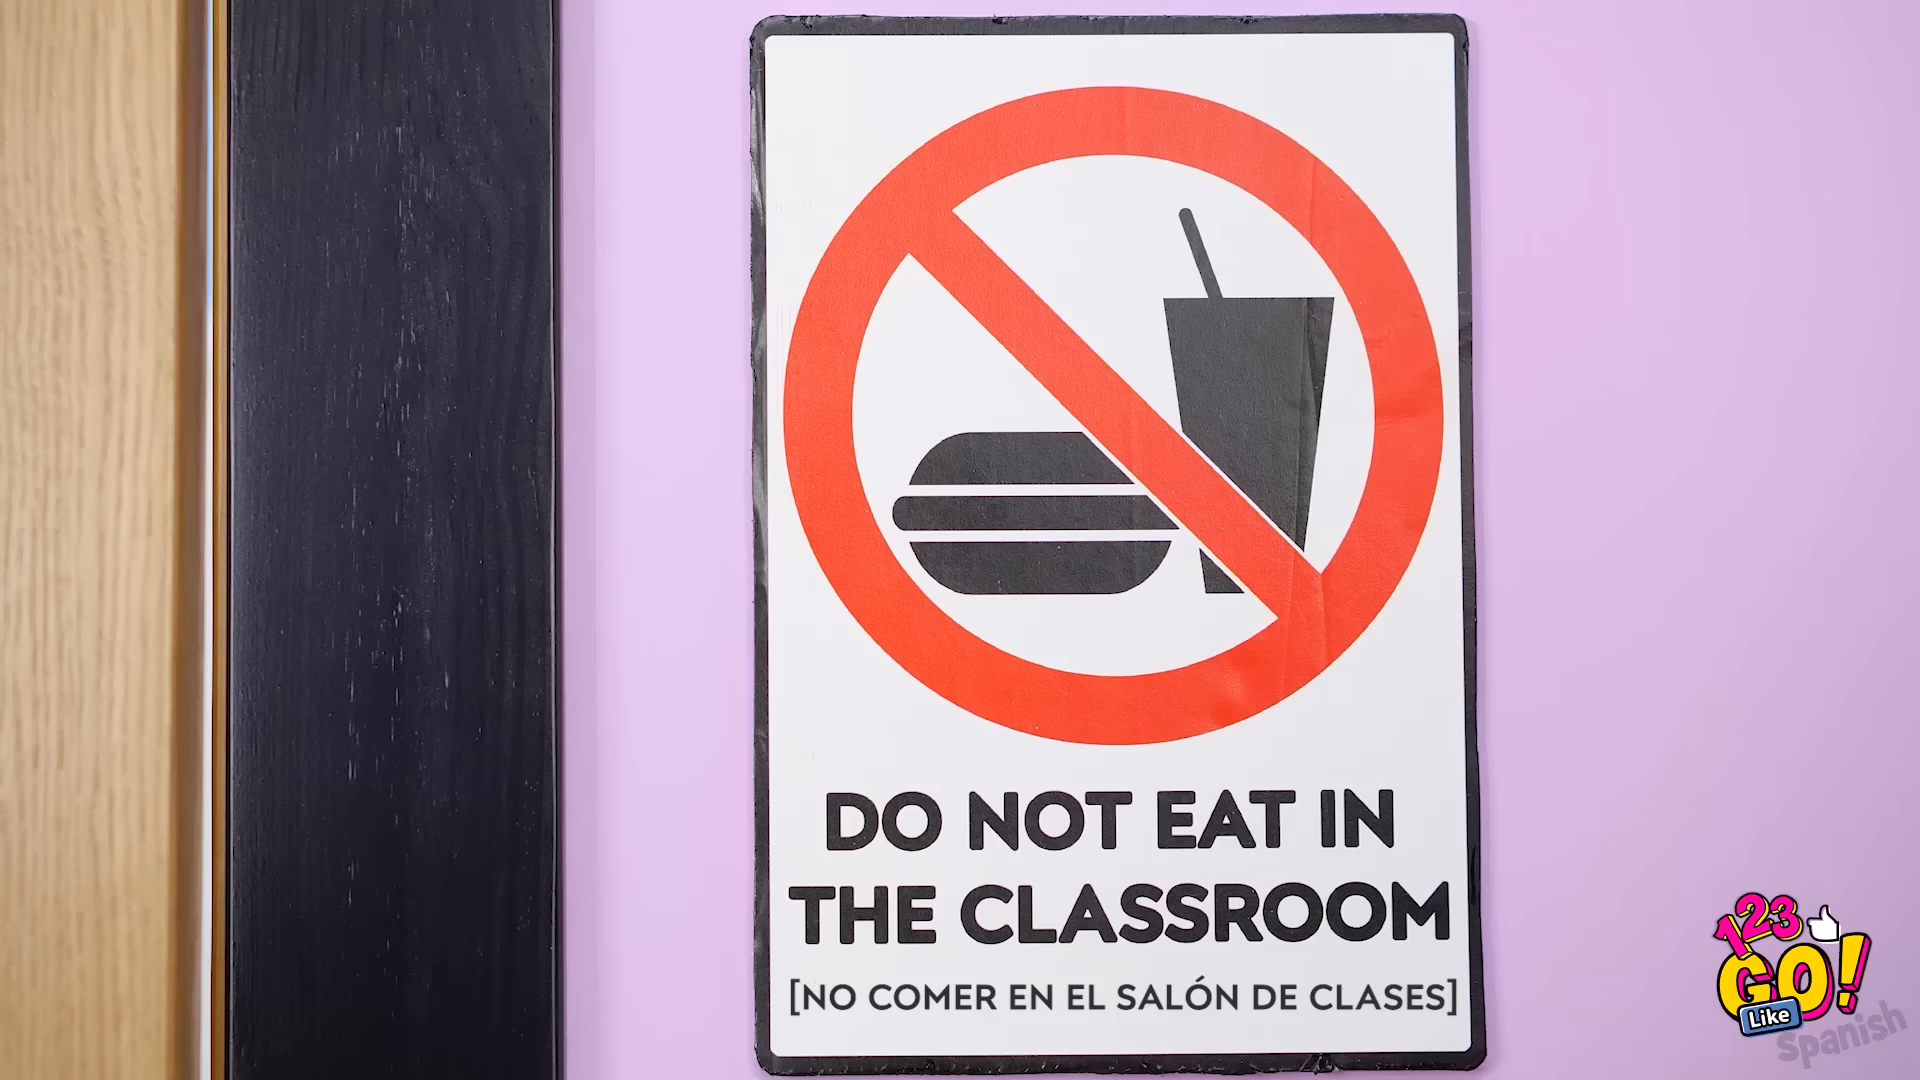 DO NOT EAT IN
THE CLASSROOM
[NO COMER EN EL SALÓN DE CLASES]
123
GO!
Like
Spanish